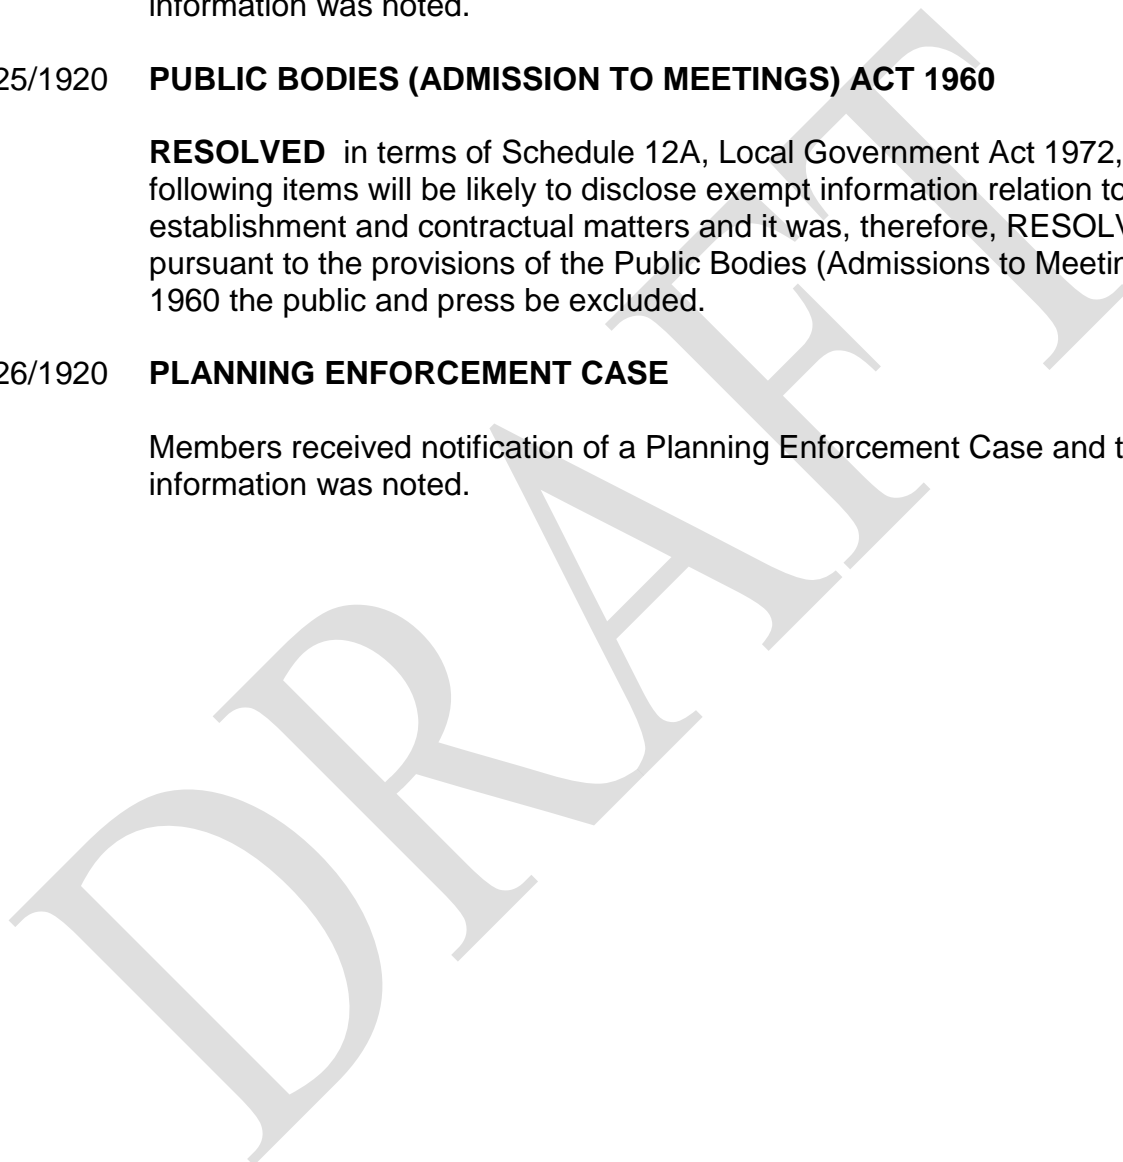 information was noted.
25/1920 PUBLIC BODIES (ADMISSION TO MEETINGS) ACT 1960
RESOLVED in terms of Schedule 12A, Local Government Act 1972,
following items will be likely to disclose exempt information relation to
establishment and contractual matters and it was, therefore, RESOLV
pursuant to the provisions of the Public Bodies (Admissions to Meetin
1960 the public and press be excluded.
26/1920 PLANNING ENFORCEMENT CASE
Members received notification of a Planning Enforcement Case and t
information was noted.
DRAFT